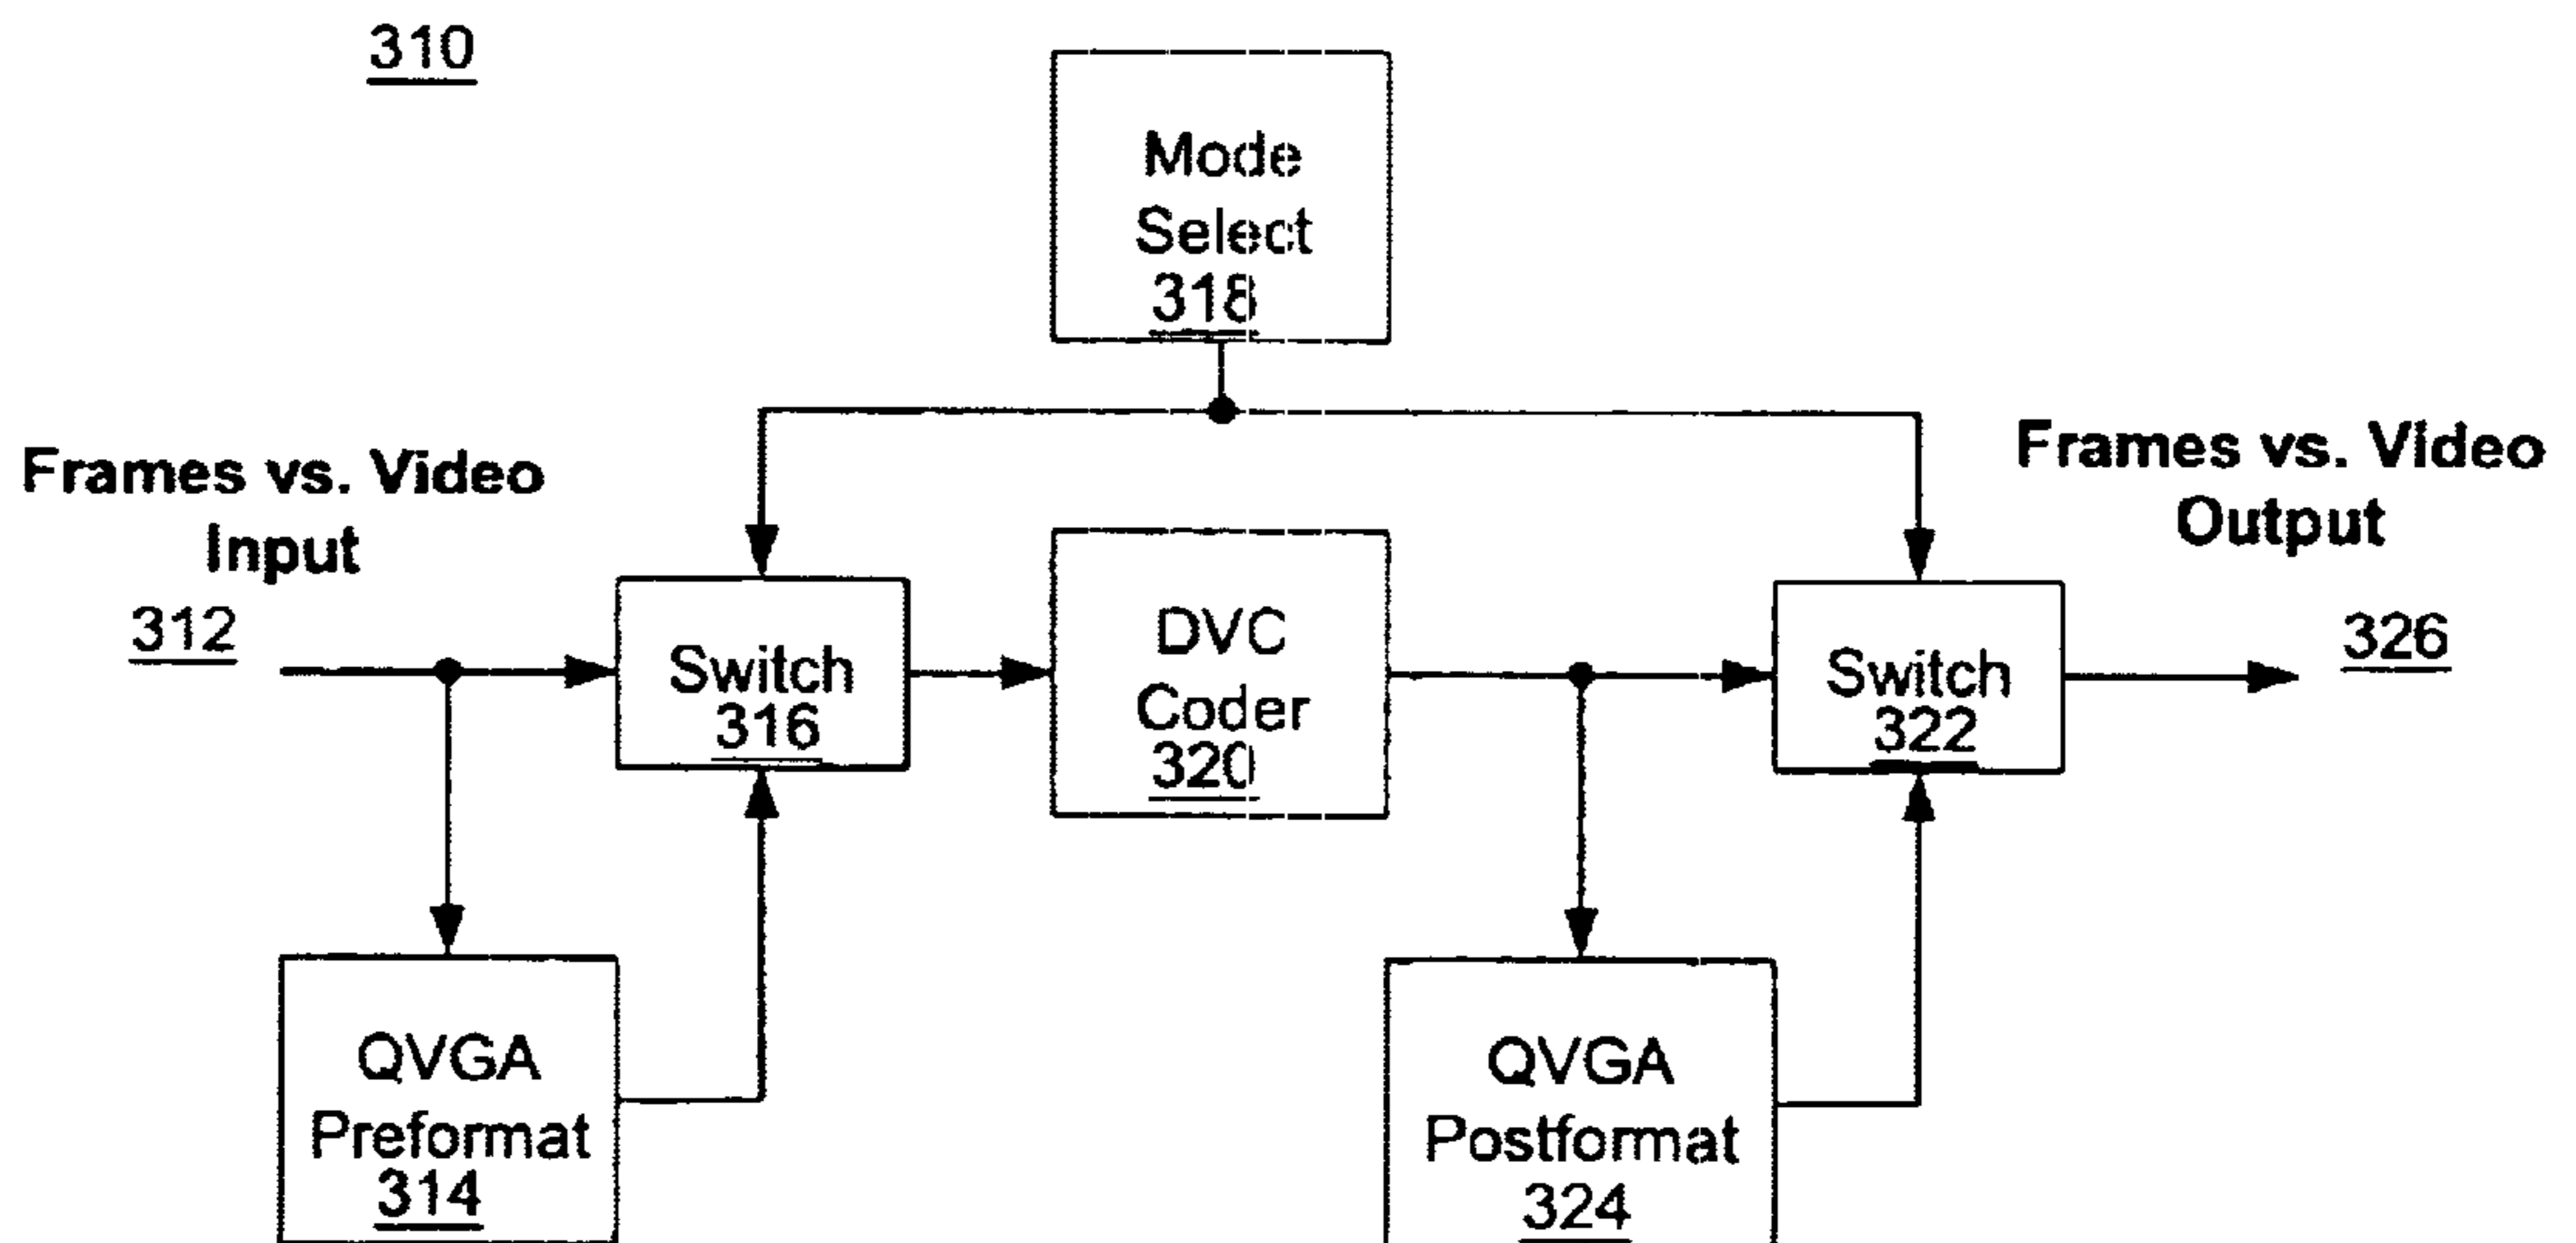 310
Mode
Select
318
Frames vs. Video
Input
312
Frames vs. Video
Output
326
Switch
316
DVC
Coder
320
Switch
322
QVGA
Preformat
314
QVGA
Postformat
324